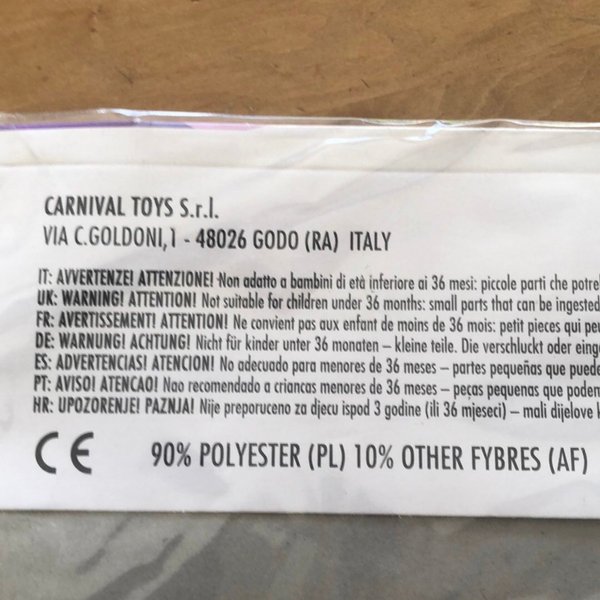 CARNIVAL TOYS S.r.l.
VIA C.GOLDONI,1 - 48026 GODO (RA) ITALY
IT: AVVERTENZE! ATTENZIONE! Non adatto a bambini di età inferiore ai 36 mesi: piccole parti che
UK: WARNING! ATTENTION! Not suitable for children under 36 months: small parts that can be ingested
FR: AVERTISSEMENT! ATTENTION! Ne convient pas aux enfant de moins de 36 mois: petit pieces qui
DE: WARNUNG! ACHTUNG! Nicht für kinder unter 36 monaten – kleine teile. Die verschluckt oder
ES: ADVERTENCIAS! ATENCION! No adecuado para menores de 36 meses – partes pequeñas que
PT: AVISO! ATENCAO! Nao recomendado a criancas menores de 36 meses – peças pequenas que
HR: UPOZORENJE! PAZNJA! Nije preporuceno za djecu ispod 3 godine (ili 36 mjeseci) – mali dijelove
CE 90% POLYESTER (PL) 10% OTHER FYBRES (AF)